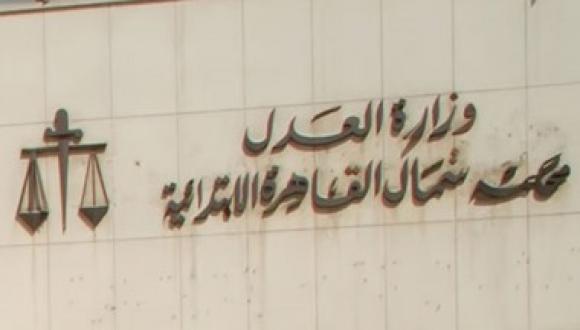 وزارة العدل
محكمة شمال القاهرة الابتدائية